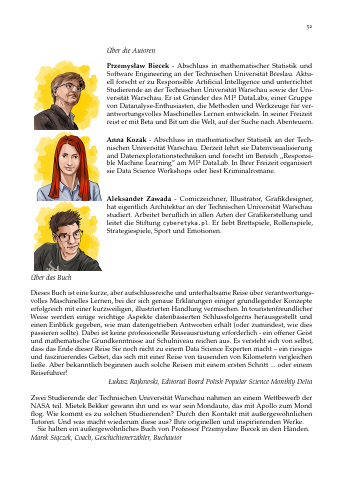 52
Über die Autoren
Przemysław Biecek - Abschluss in mathematischer Statistik und
Software Engineering an der Technischen Universität Breslau. Aktu-
ell forscht er zu Responsible Artificial Intelligence und unterrichtet
Studierende an der Technischen Universität Warschau sowie der Uni-
versität Warschau. Er ist Gründer des MI² DataLabs, einer Gruppe
von Datanalyse-Enthusiasten, die Methoden und Werkzeuge für ver-
antwortungsvolles Maschinelles Lernen entwickeln. In seiner Freizeit
reist er mit Beta und Bit um die Welt, auf der Suche nach Abenteuern.
Anna Kozak - Abschluss in mathematischer Statistik an der Tech-
nischen Universität Warschau. Derzeit lehrt sie Datenvisualisierung
und Datenexplorationstechniken und forscht im Bereich „Responsi-
ble Machine Learning" am MI² DataLab. In Ihrer Freizeit organisiert
sie Data Science Workshops oder liest Kriminalromane.
Aleksander Zawada - Comiczeichner, Illustrator, Grafikdesigner,
hat eigentlich Architektur an der Technischen Universität Warschau
studiert. Arbeitet beruflich in allen Arten der Grafikerstellung und
leitet die Stiftung cyberetyka.pl. Er liebt Brettspiele, Rollenspiele,
Strategiespiele, Sport und Emotionen.
Über das Buch
Dieses Buch ist eine kurze, aber aufschlussreiche und unterhaltsame Reise über verantwortungs-
volles Maschinelles Lernen, bei der sich genaue Erklärungen einiger grundlegender Konzepte
erfolgreich mit einer kurzweiligen, illustrierten Handlung vermischen. In touristenfreundlicher
Weise werden einige wichtige Aspekte datenbasierten Schlussfolgerns herausgestellt und
einen Einblick gegeben, wie man datengetrieben Antworten erhält (oder zumindest, wie dies
passieren sollte). Dabei ist keine professionelle Reiseausrüstung erforderlich - ein offener Geist
und mathematische Grundkenntnisse auf Schulniveau reichen aus. Es versteht sich von selbst,
dass das Ende dieser Reise Sie noch nicht zu einem Data Science Experten macht – ein riesiges
und faszinierendes Gebiet, das sich mit einer Reise von tausenden von Kilometern vergleichen
ließe. Aber bekanntlich beginnen auch solche Reisen mit einem ersten Schritt ... oder einem
Reiseführer!
Łukasz Rajkowski, Editorial Board Polish Popular Science Monthly Delta
Zwei Studierende der Technischen Universität Warschau nahmen an einem Wettbewerb der
NASA teil. Mietek Bekker gewann ihn und es war sein Mondauto, das mit Apollo zum Mond
flog. Wie kommt es zu solchen Studierenden? Durch den Kontakt mit außergewöhnlichen
Tutoren. Und was macht wiederum diese aus? Ihre originellen und inspirierenden Werke.
Sie halten ein außergewöhnliches Buch von Professor Przemysław Biecek in den Händen.
Marek Stączek, Coach, Geschichtenerzähler, Buchautor